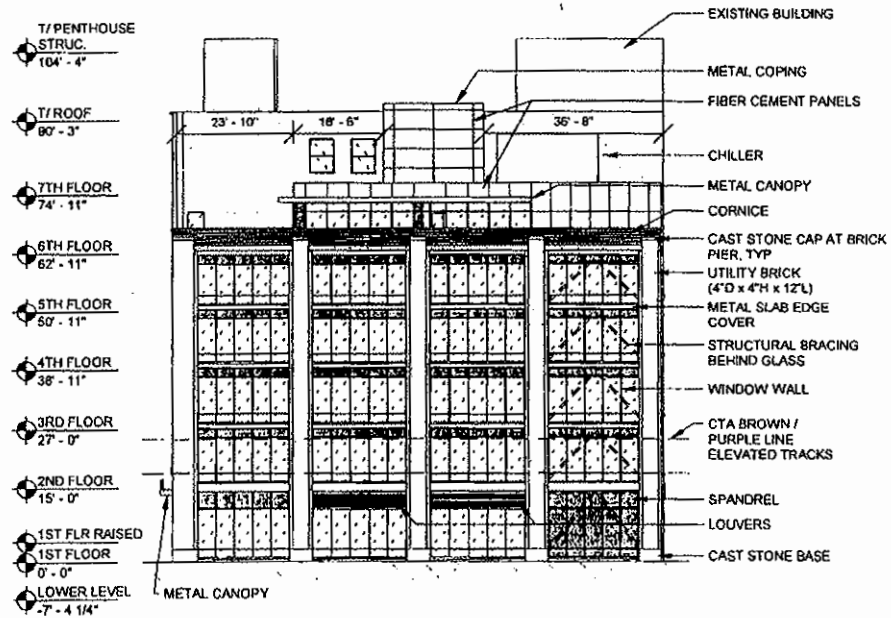 T/ PENTHOUSE
STRUC.
104' - 4"
T/ ROOF
90' - 3"
7TH FLOOR
74' - 11"
6TH FLOOR
62' - 11"
5TH FLOOR
50' - 11"
4TH FLOOR
38' - 11"
3RD FLOOR
27' - 0"
2ND FLOOR
15' - 0"
1ST FLR RAISED
1ST FLOOR
0' - 0"
LOWER LEVEL
-7' - 4 1/4"
23' - 10"
18' - 6"
36' - 8"
METAL CANOPY
EXISTING BUILDING
METAL COPING
FIBER CEMENT PANELS
CHILLER
METAL CANOPY
CORNICE
CAST STONE CAP AT BRICK
PIER, TYP
UTILITY BRICK
(4"D x 4"H x 12"L)
METAL SLAB EDGE
COVER
STRUCTURAL BRACING
BEHIND GLASS
WINDOW WALL
CTA BROWN /
PURPLE LINE
ELEVATED TRACKS
SPANDREL
LOUVERS
CAST STONE BASE